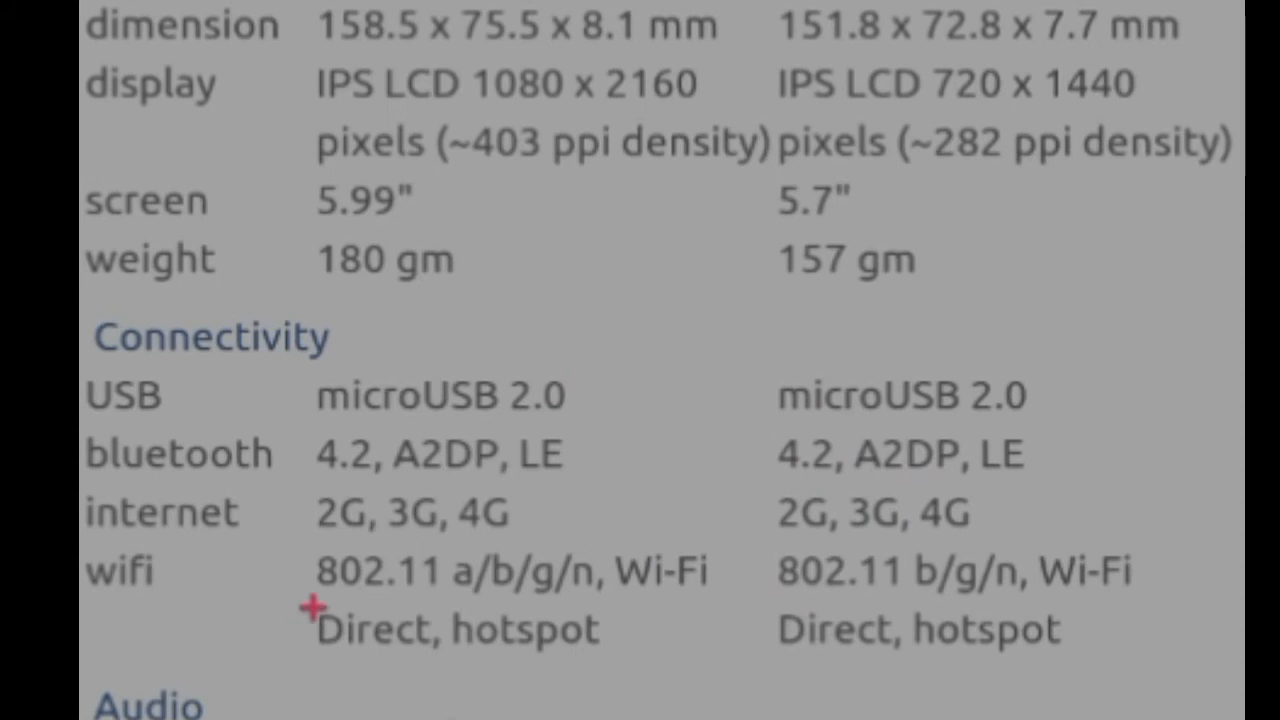 dimension 158.5 x 75.5 x 8.1 mm 151.8 x 72.8 x 7.7 mm
display IPS LCD 1080 x 2160 IPS LCD 720 x 1440
pixels (~403 ppi density) pixels (~282 ppi density)
screen 5.99" 5.7"
weight 180 gm 157 gm
Connectivity
USB microUSB 2.0 microUSB 2.0
bluetooth 4.2, A2DP, LE 4.2, A2DP, LE
internet 2G, 3G, 4G 2G, 3G, 4G
wifi 802.11 a/b/g/n, Wi-Fi 802.11 b/g/n, Wi-Fi
Direct, hotspot Direct, hotspot
Audio